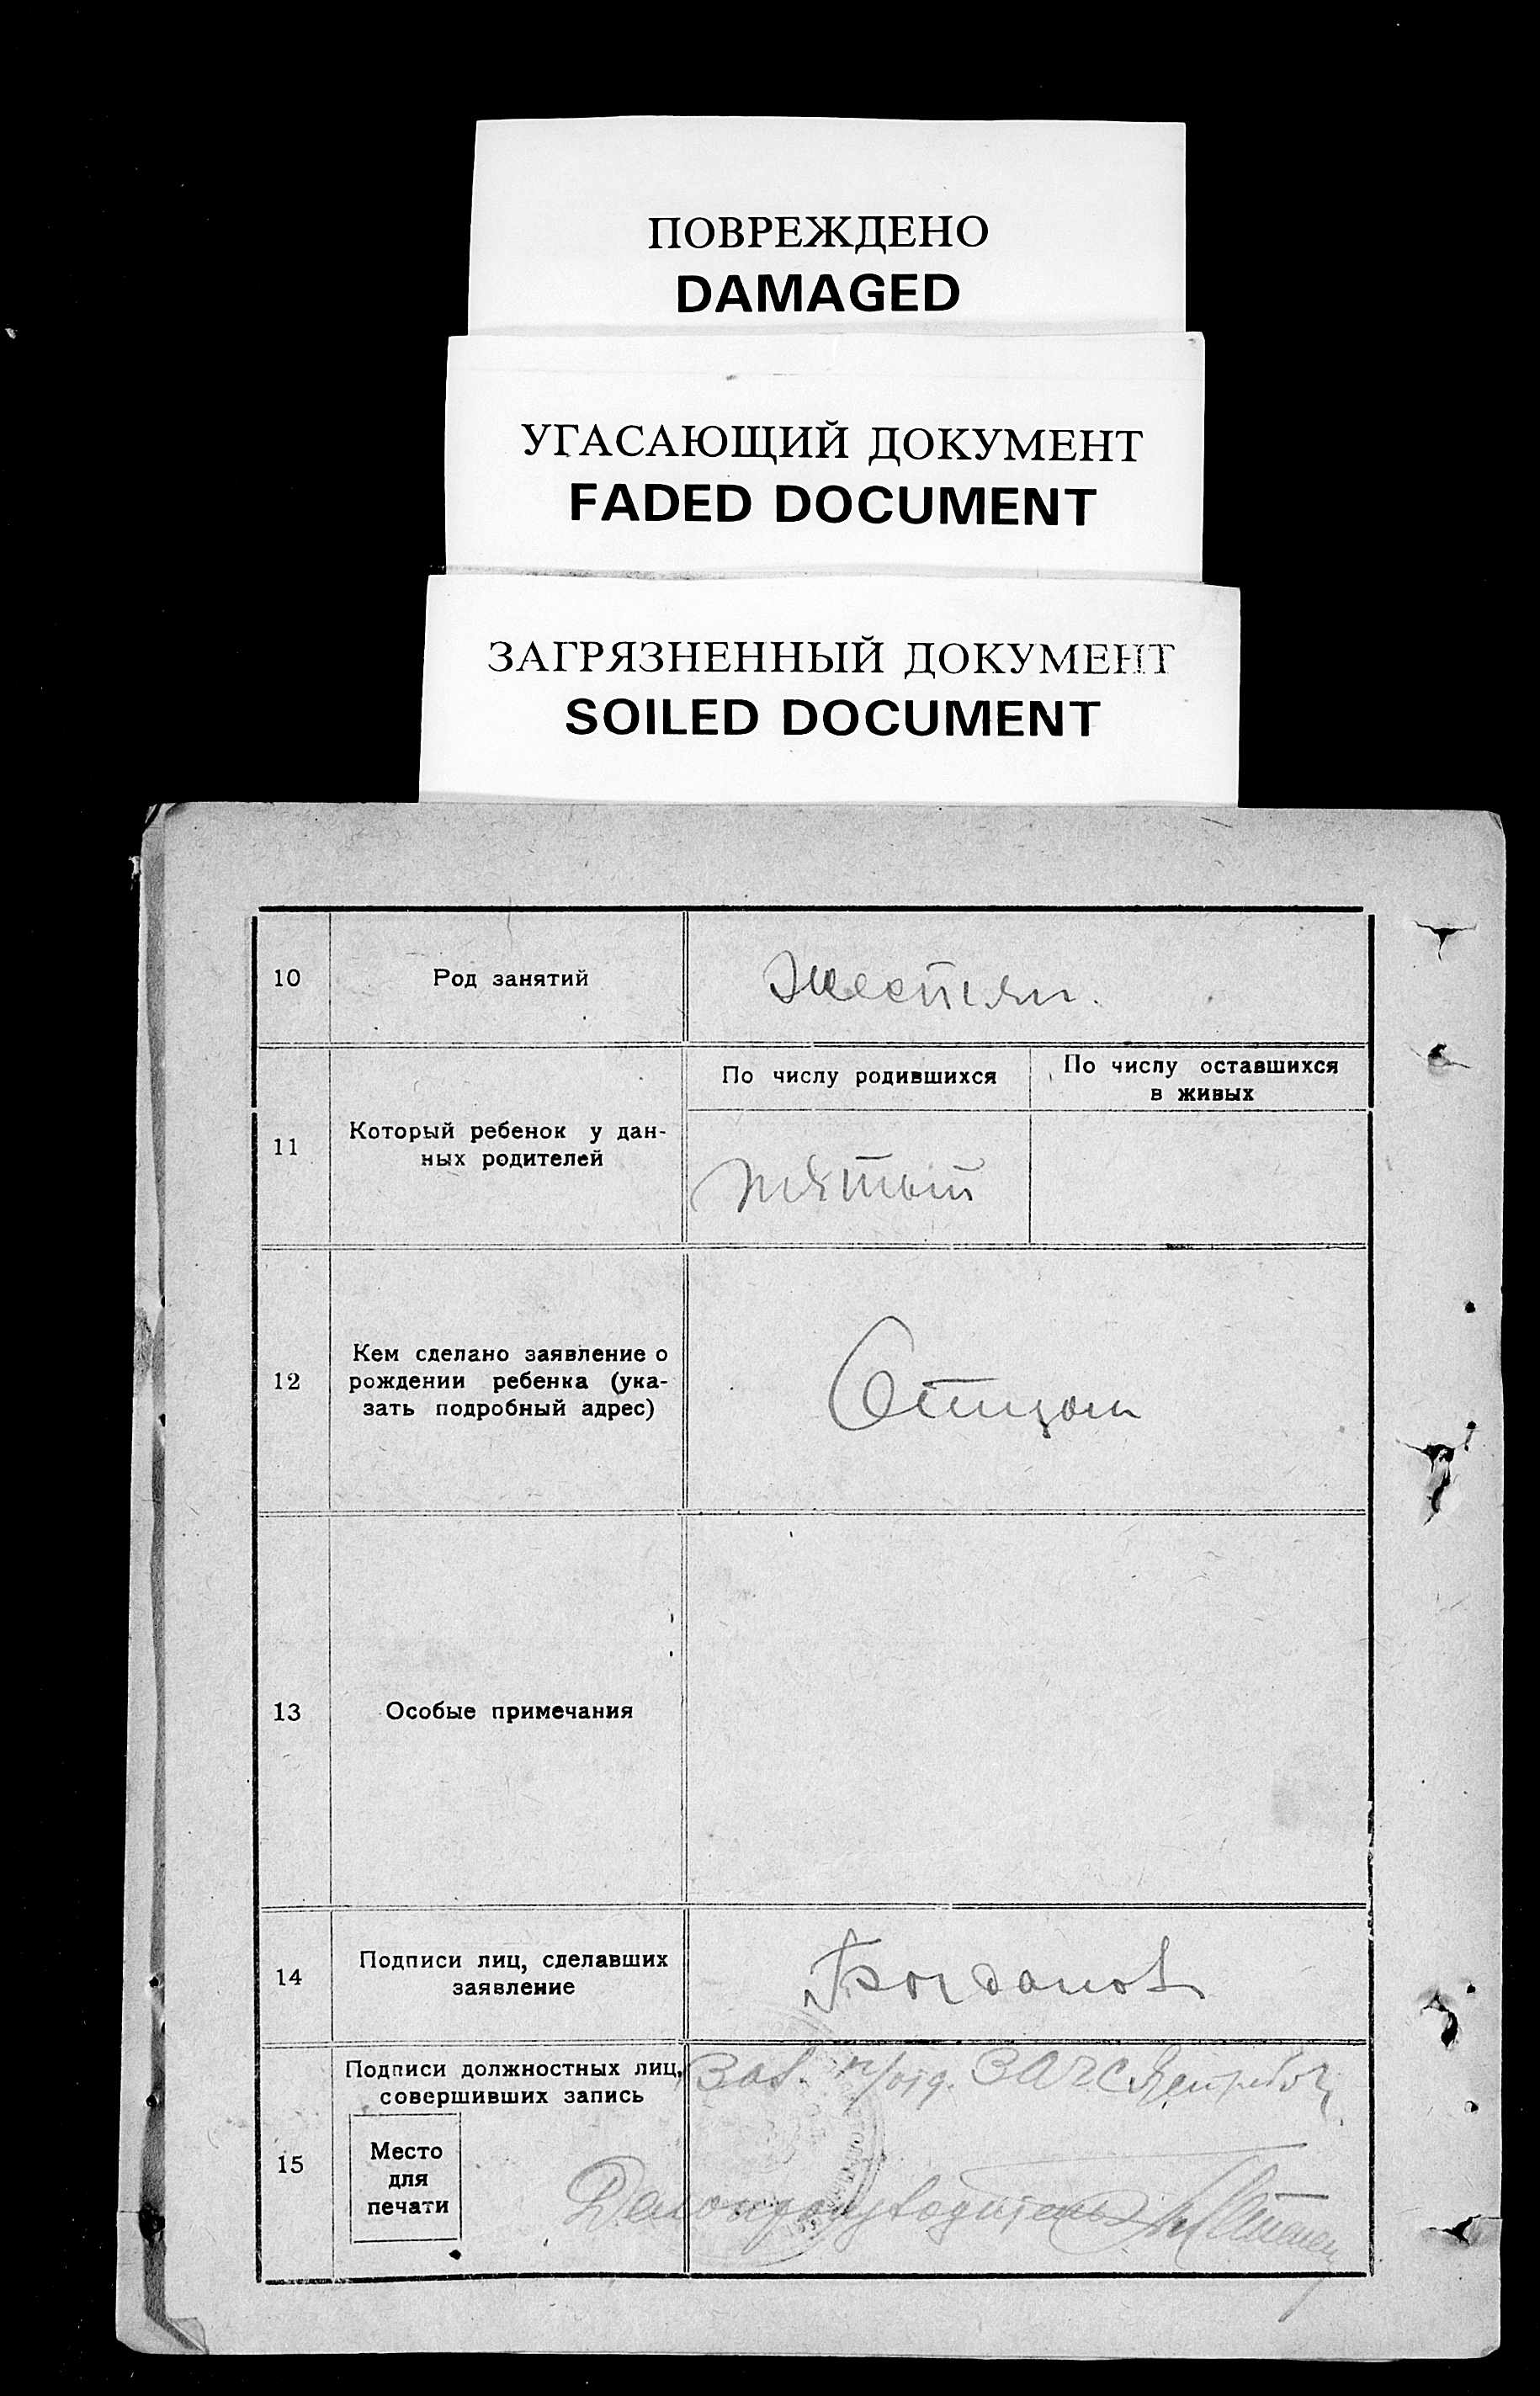 ПОВРЕЖДЕНО
DAMAGED
УГАСАЮЩИЙ ДОКУМЕНТ
FADED DOCUMENT
ЗАГРЯЗНЕННЫЙ ДОКУМЕНТ
SOILED DOCUMENT
10
Род занятий
Жестян.
11
Который ребенок у дан-
ных родителей
По числу родившихся
По числу оставшихся
в живых
пятый
12
Кем сделано заявление о
рождении ребенка (ука-
зать подробный адрес)
Отцом
13
Особые примечания
14
Подписи лиц, сделавших
заявление
Богданов
15
Подписи должностных лиц,
совершивших запись
Зав. п/отд. ЗАГС
Место
для
печати
Делопроизводитель